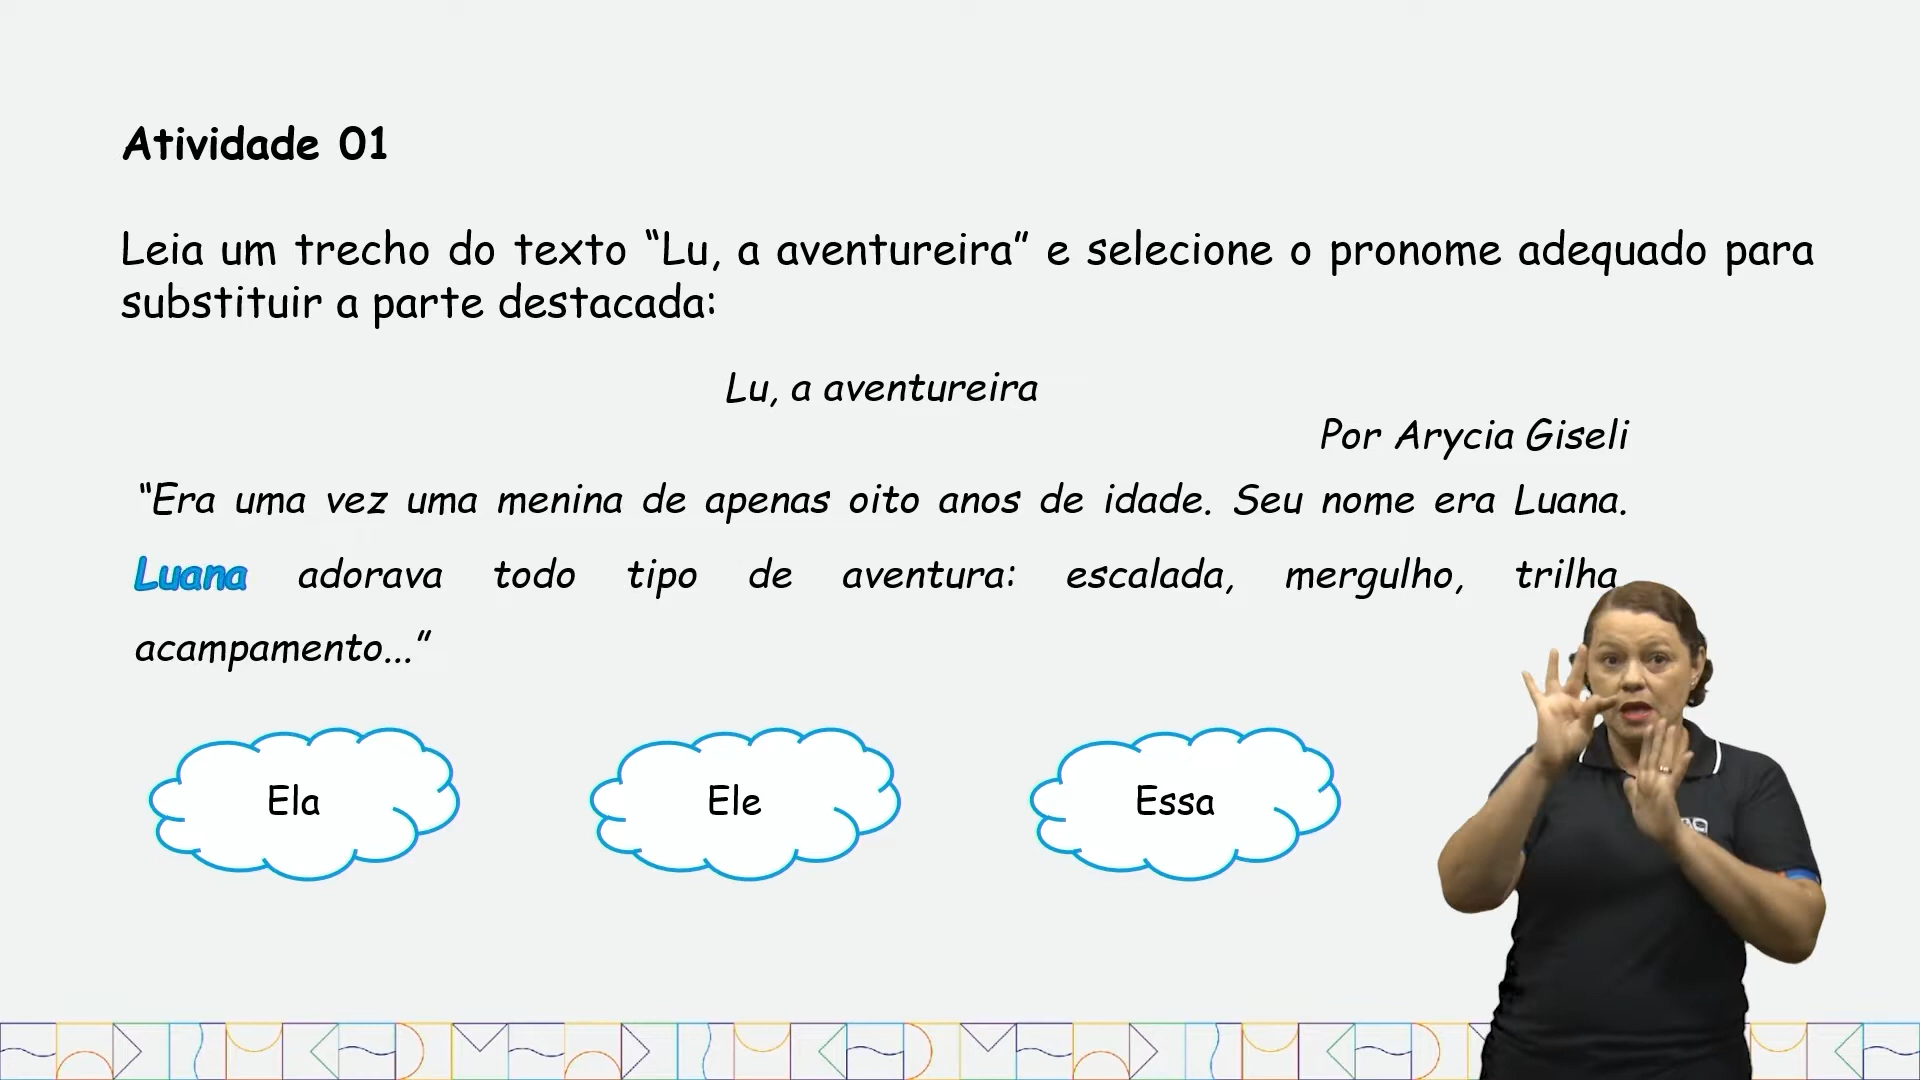 Atividade 01
Leia um trecho do texto “Lu, a aventureira” e selecione o pronome adequado para
substituir a parte destacada:
Lu, a aventureira
Por Arycia Giseli
“Era uma vez uma menina de apenas oito anos de idade. Seu nome era Luana.
Luana adorava todo tipo de aventura: escalada, mergulho, trilha
acampamento...”
Ela
Ele
Essa